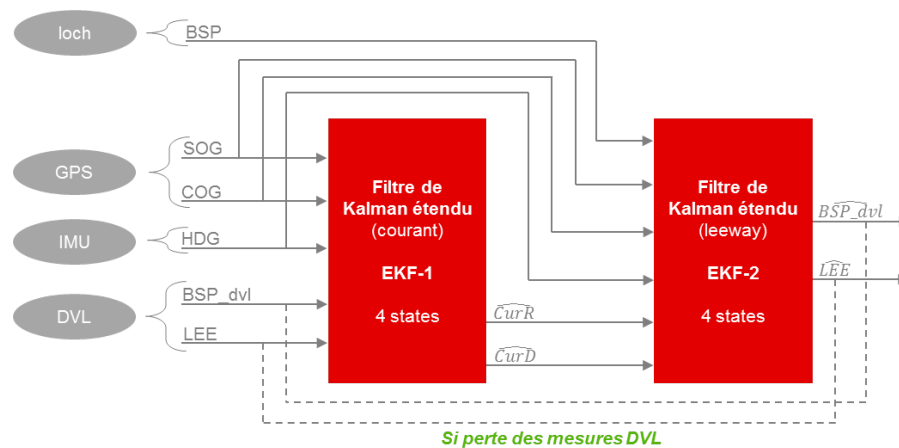 loch
BSP
GPS
SOG
COG
IMU
HDG
DVL
BSP_dvl
LEE
Filtre de
Kalman étendu
(courant)
EKF-1
4 states
CurR
CurD
Filtre de
Kalman étendu
(leeway)
EKF-2
4 states
BSP_dvl
LEE
Si perte des mesures DVL